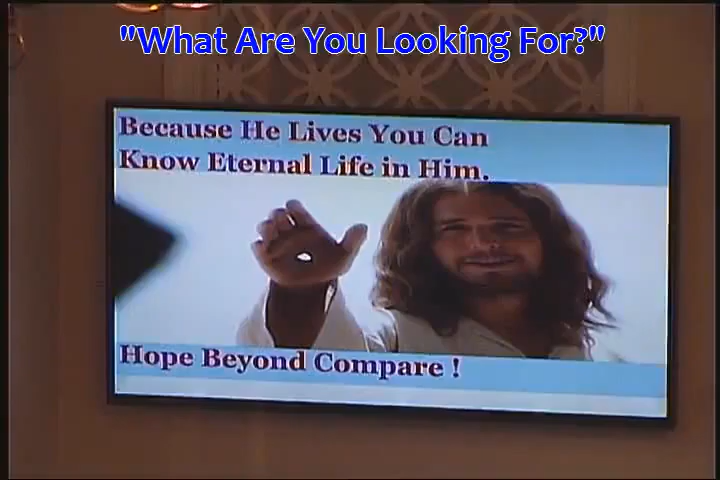 "What Are You Looking For?"
Because He Lives You Can
Know Eternal Life in Him.
Hope Beyond Compare !